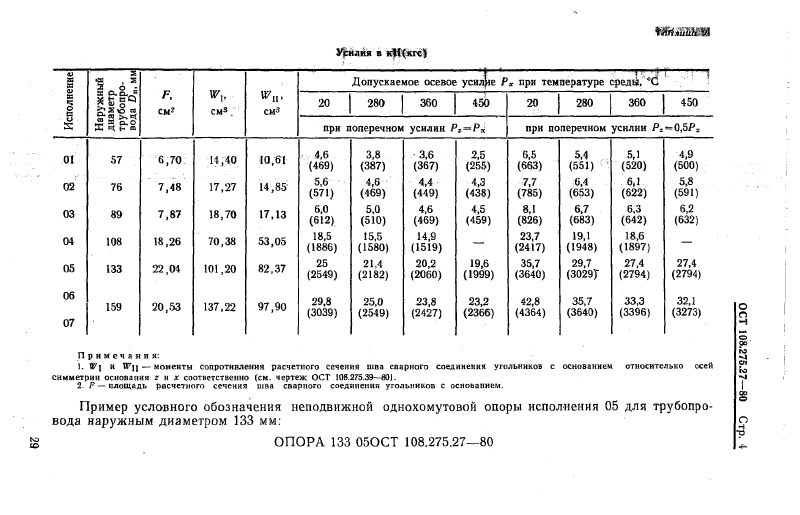 Усилия в кН(кгс)
Исполнение | Наружный диаметр трубопровода Dн, мм | F, см² | WI, см³ | WII, см³ | Допускаемое осевое усилие Px при температуре среды, °С
20 | 280 | 360 | 450 | 20 | 280 | 360 | 450
при поперечном усилии Pz=Px | при поперечном усилии Pz=0,5Px
01 | 57 | 6,70 | 14,40 | 10,61 | 4,6 (469) | 3,8 (387) | 3,6 (367) | 2,5 (255) | 6,5 (663) | 5,4 (551) | 5,1 (520) | 4,9 (500)
02 | 76 | 7,48 | 17,27 | 14,85 | 5,6 (571) | 4,6 (469) | 4,4 (449) | 4,3 (438) | 7,7 (785) | 6,4 (653) | 6,1 (622) | 5,8 (591)
03 | 89 | 7,87 | 18,70 | 17,13 | 6,0 (612) | 5,0 (510) | 4,6 (469) | 4,5 (459) | 8,1 (826) | 6,7 (683) | 6,3 (642) | 6,2 (632)
04 | 108 | 18,26 | 70,38 | 53,05 | 18,5 (1886) | 15,5 (1580) | 14,9 (1519) | — | 23,7 (2417) | 19,1 (1948) | 18,6 (1897) | —
05 | 133 | 22,04 | 101,20 | 82,37 | 25 (2549) | 21,4 (2182) | 20,2 (2060) | 19,6 (1999) | 35,7 (3640) | 29,7 (3029) | 27,4 (2794) | 27,4 (2794)
06
07 | 159 | 20,53 | 137,22 | 97,90 | 29,8 (3039) | 25,0 (2549) | 23,8 (2427) | 23,2 (2366) | 42,8 (4364) | 35,7 (3640) | 33,3 (3396) | 32,1 (3273)
Примечания:
1. WI и WII — моменты сопротивления расчетного сечения шва сварного соединения угольников с основанием относительно осей
симметрии основания z и x соответственно (см. чертеж ОСТ 108.275.39—80).
2. F — площадь расчетного сечения шва сварного соединения угольников с основанием.
Пример условного обозначения неподвижной однохомутовой опоры исполнения 05 для трубопро-
вода наружным диаметром 133 мм:
ОПОРА 133 05ОСТ 108.275.27—80
ОСТ 108.275.27—80 Стр. 4
29